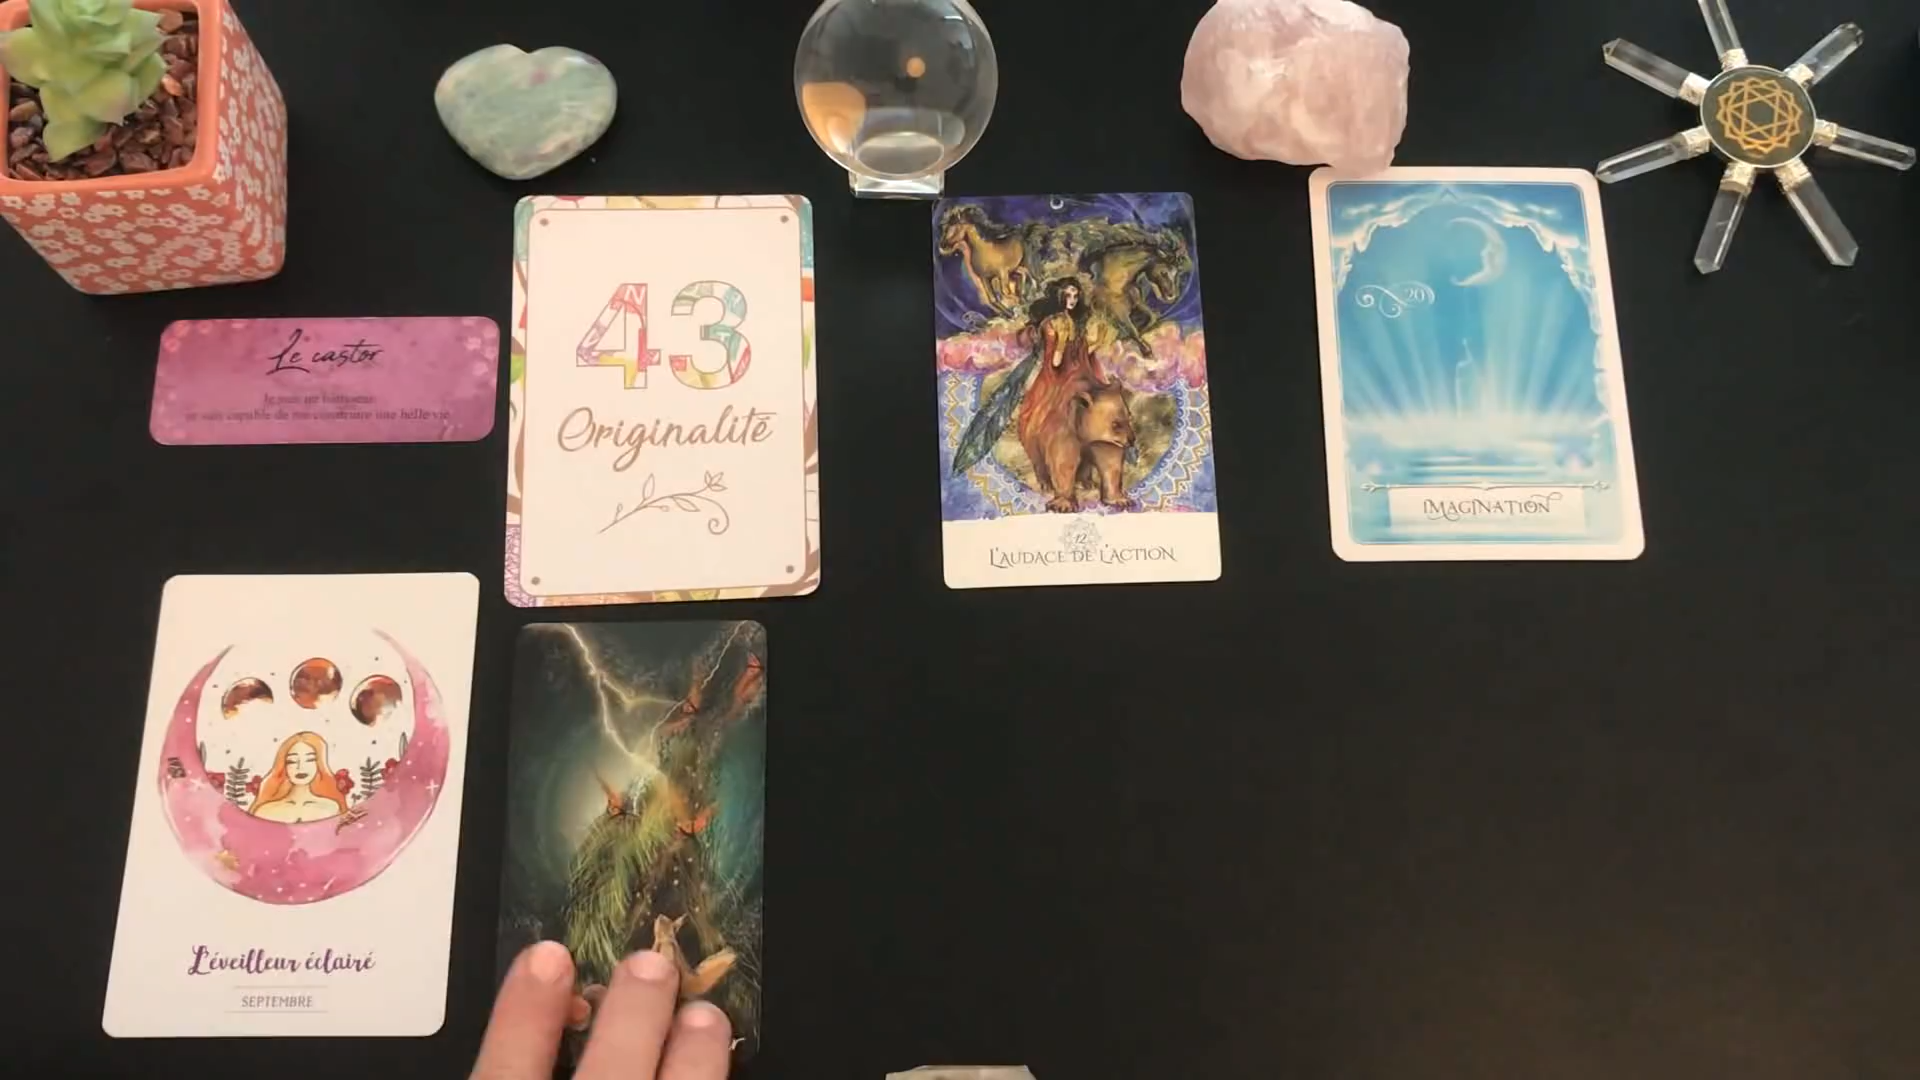 Le castor
Je suis un bâtisseur
je suis capable de me construire une belle vie
43
Originalité
12
L'AUDACE DE L'ACTION
20
IMAGINATION
L'éveilleur éclairé
SEPTEMBRE